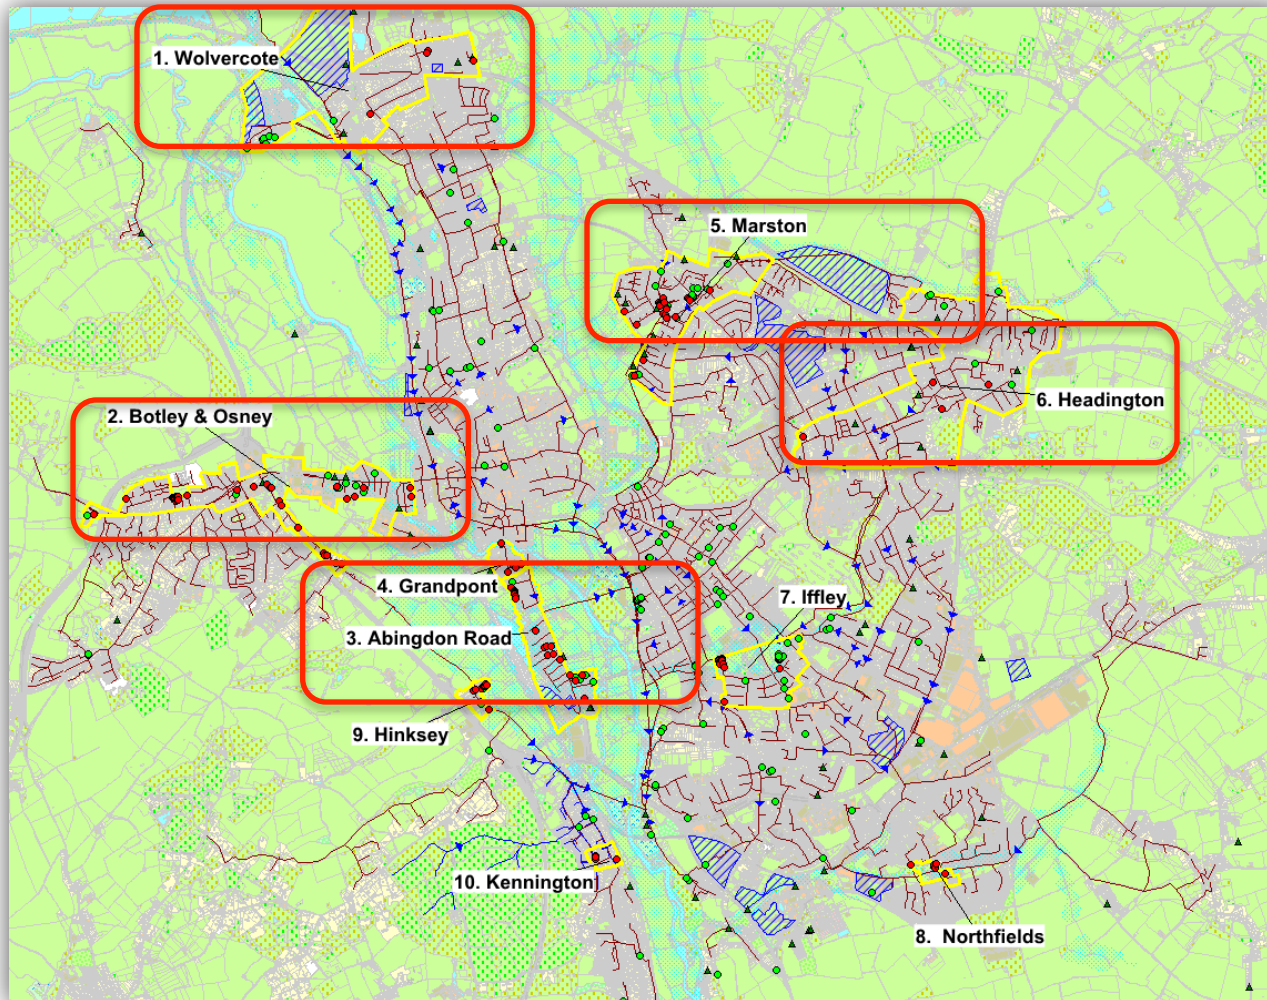 1. Wolvercote
5. Marston
6. Headington
2. Botley & Osney
4. Grandpont
7. Iffley
3. Abingdon Road
9. Hinksey
10. Kennington
8.  Northfields